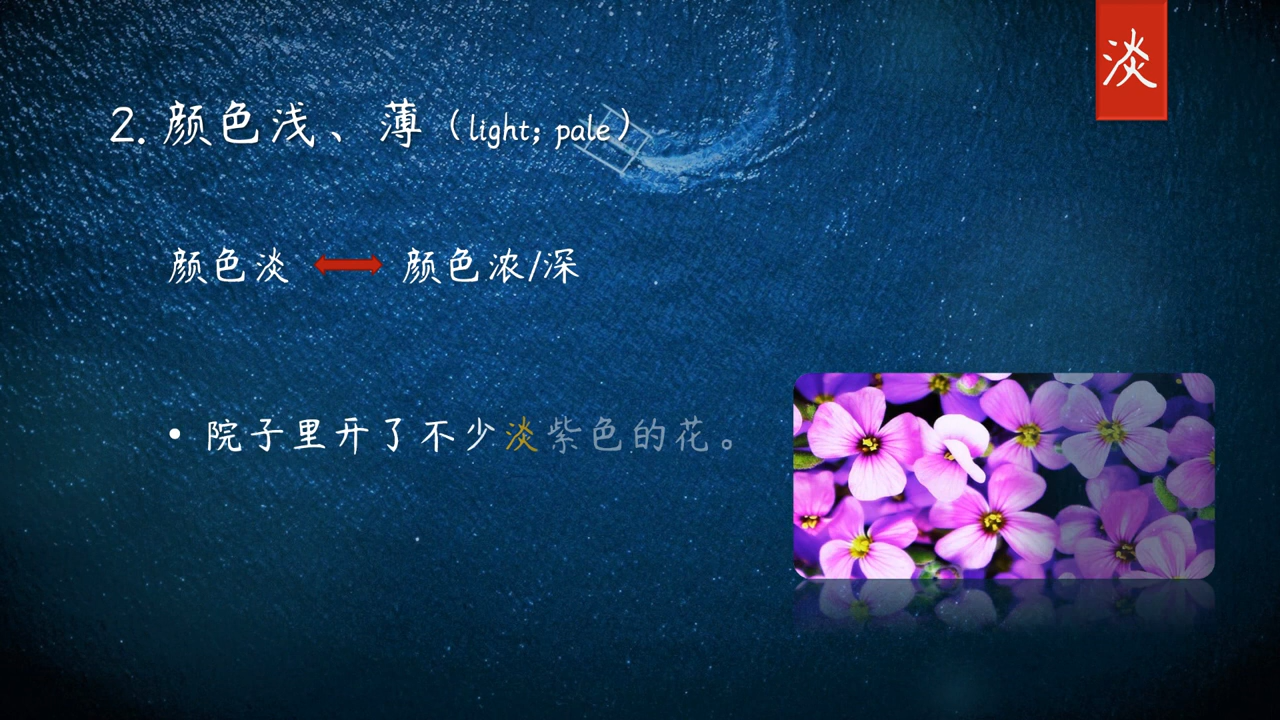 淡
2. 颜色浅、薄（light; pale）
颜色淡 颜色浓/深
• 院子里开了不少淡紫色的花。